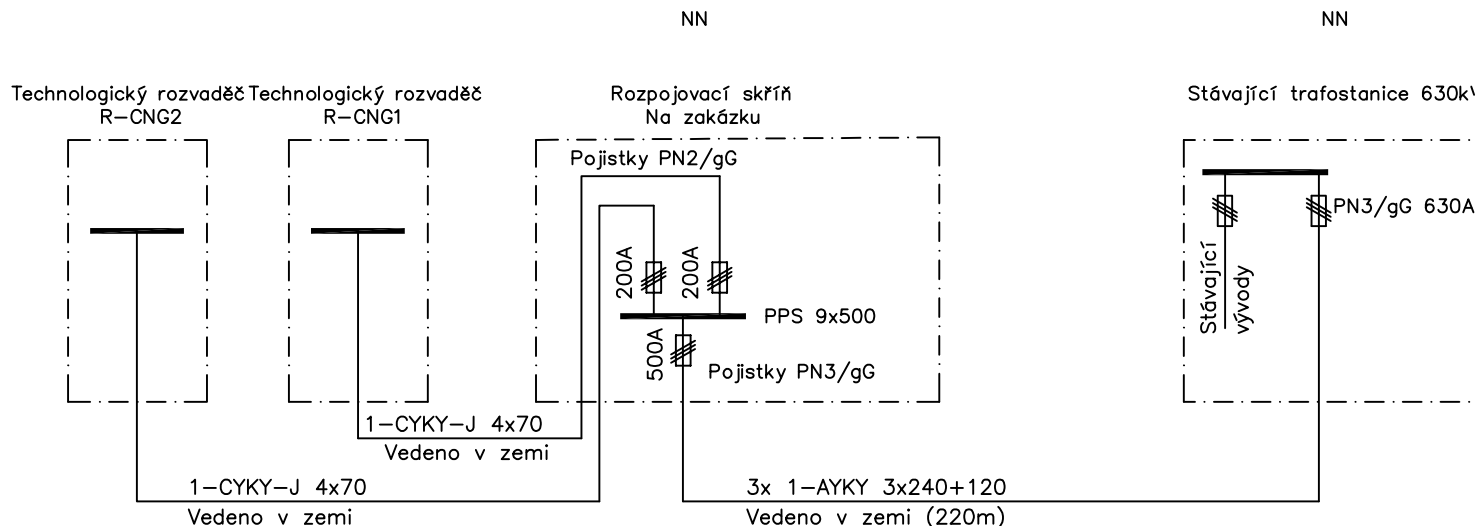 NN
NN
Technologický rozvaděč
R-CNG2
Technologický rozvaděč
R-CNG1
Rozpojovací skříň
Na zakázku
Stávající trafostanice 630kV
Pojistky PN2/gG
PN3/gG 630A
200A
200A
Stávající
vývody
PPS 9x500
500A
Pojistky PN3/gG
1-CYKY-J 4x70
Vedeno v zemi
1-CYKY-J 4x70
Vedeno v zemi
3x 1-AYKY 3x240+120
Vedeno v zemi (220m)